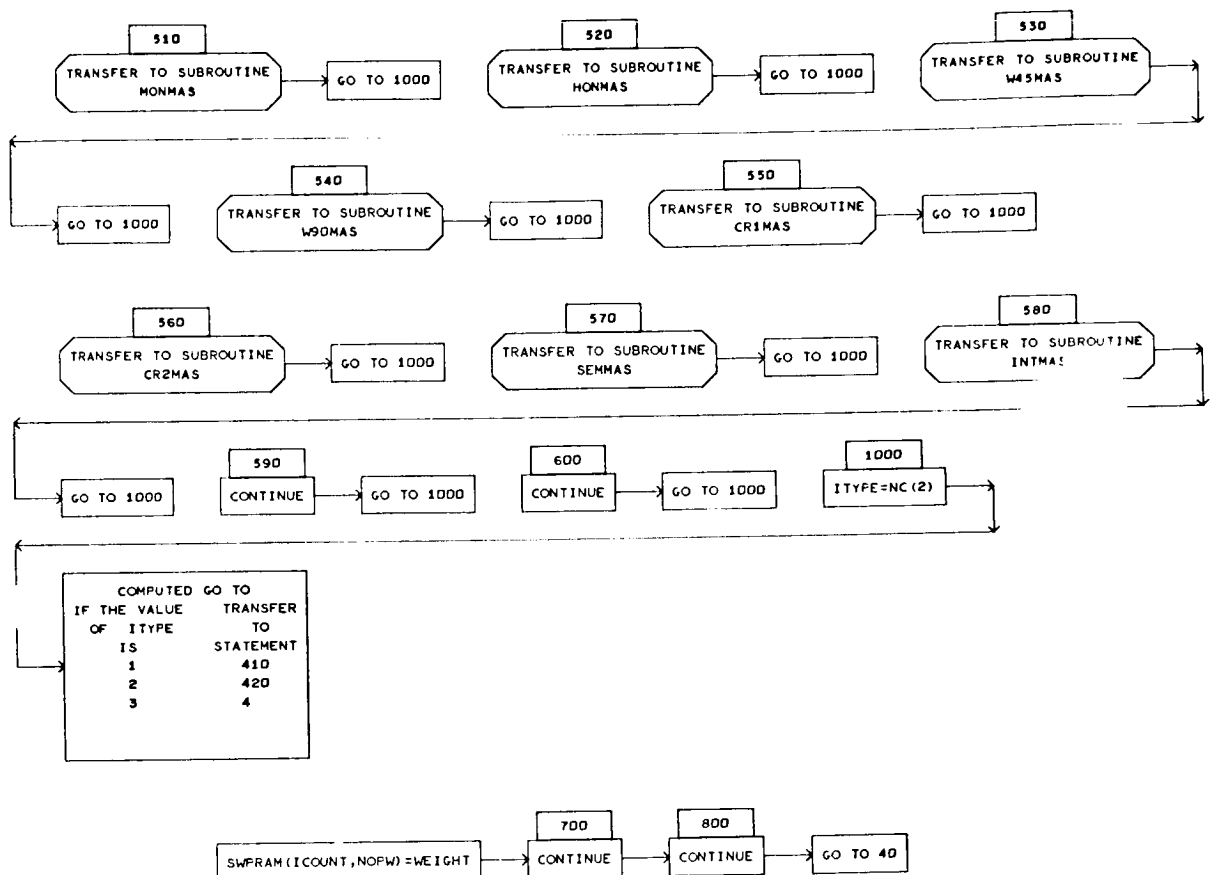 510
TRANSFER TO SUBROUTINE
MONMAS
GO TO 1000
520
TRANSFER TO SUBROUTINE
HONMAS
GO TO 1000
530
TRANSFER TO SUBROUTINE
W45MAS
GO TO 1000
540
TRANSFER TO SUBROUTINE
W90MAS
GO TO 1000
550
TRANSFER TO SUBROUTINE
CR1MAS
GO TO 1000
560
TRANSFER TO SUBROUTINE
CR2MAS
GO TO 1000
570
TRANSFER TO SUBROUTINE
SEMMAS
GO TO 1000
580
TRANSFER TO SUBROUTINE
INTMAS
GO TO 1000
590
CONTINUE
GO TO 1000
600
CONTINUE
GO TO 1000
1000
ITYPE=NC(2)
COMPUTED GO TO
IF THE VALUE TRANSFER
OF ITYPE TO
IS STATEMENT
1 410
2 420
3 4
SWPRAM(ICOUNT,NOPW)=WEIGHT
700
CONTINUE
800
CONTINUE
GO TO 40